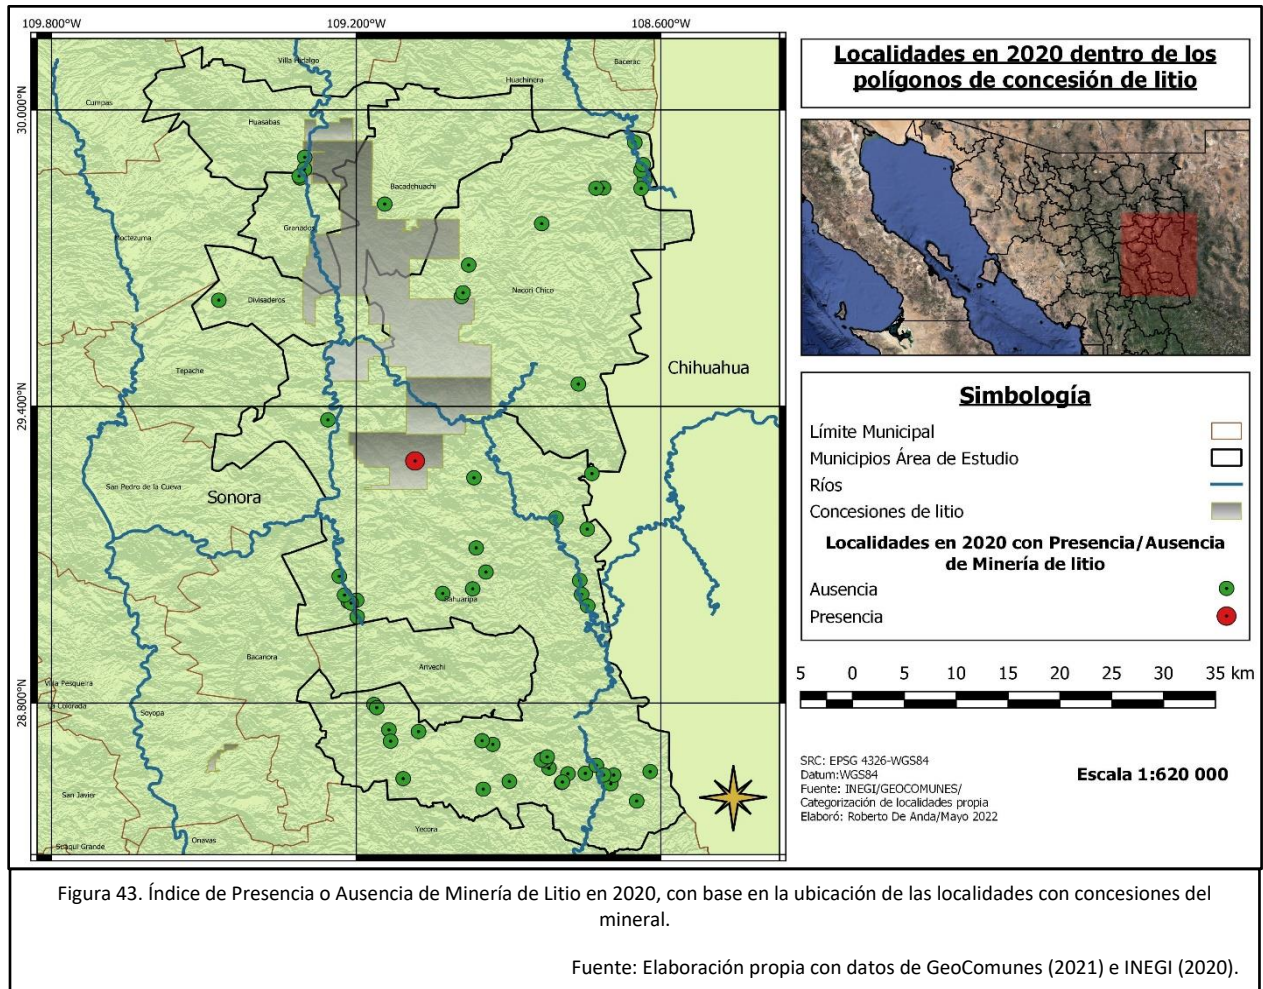 109.800°W
109.200°W
108.600°W
30.000°N
29.400°N
28.800°N
Villa Hidalgo
Bacerac
Huachinera
Cumpas
Huasabas
Bacadehuachi
Granados
Moctezuma
Nacori Chico
Divisaderos
Tepache
Chihuahua
San Pedro de la Cueva
Sonora
Sahuaripa
Bacanora
Arivechi
Villa Pesqueira
La Colorada
Soyopa
San Javier
Yecora
Onavas
Suaqui Grande
Localidades en 2020 dentro de los
polígonos de concesión de litio
Simbología
Límite Municipal
Municipios Área de Estudio
Ríos
Concesiones de litio
Localidades en 2020 con Presencia/Ausencia
de Minería de litio
Ausencia
Presencia
5 0 5 10 15 20 25 30 35 km
SRC: EPSG 4326-WGS84
Datum:WGS84
Fuente: INEGI/GEOCOMUNES/
Categorización de localidades propia
Elaboró: Roberto De Anda/Mayo 2022
Escala 1:620 000
Figura 43. Índice de Presencia o Ausencia de Minería de Litio en 2020, con base en la ubicación de las localidades con concesiones del
mineral.
Fuente: Elaboración propia con datos de GeoComunes (2021) e INEGI (2020).